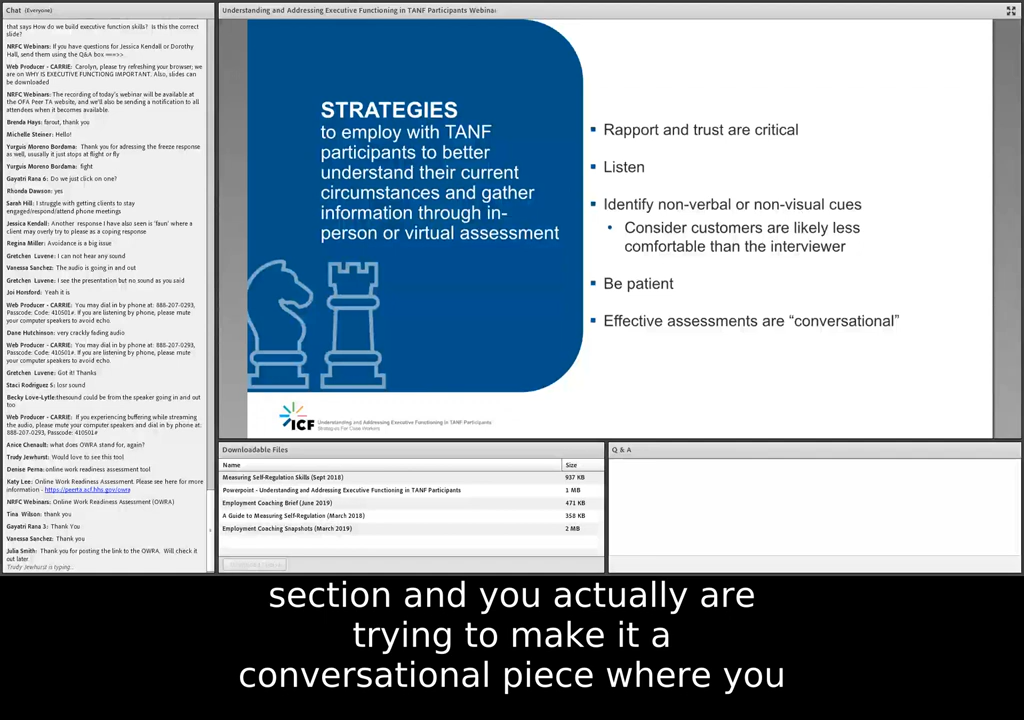 Chat (Everyone)
that says How do we build executive function skills? Is this the correct
slide?
NRFC Webinars: If you have questions for Jessica Kendall or Dorothy
Hall, send them using the Q&A box ===>>
Web Producer - CARRIE: Carolyn, please try refreshing your browser; we
are on WHY IS EXECUTIVE FUNCTIONG IMPORTANT. Also, slides can
be downloaded
NRFC Webinars: The recording of today's webinar will be available at
the OFA Peer TA website, and we'll also be sending a notification to all
attendees when it becomes available.
Brenda Hays: farout, thank you
Michelle Steiner: Hello!
Yurguis Moreno Bordama: Thank you for adressing the freeze response
as well, ususally it just stops at flight or fly
Yurguis Moreno Bordama: fight
Gayatri Rana 6: Do we just click on one?
Rhonda Dawson: yes
Sarah Hill: I struggle with getting clients to stay
engaged/respond/attend phone meetings
Jessica Kendall: Another response I have also seen is 'faun' where a
client may overly try to please as a coping response
Regina Miller: Avoidance is a big issue
Gretchen Luvene: I can not hear any sound
Vanessa Sanchez: The audio is going in and out
Gretchen Luvene: I see the presentation but no sound as you said
Joi Horsford: Yeah it is
Web Producer - CARRIE: You may dial in by phone at: 888-207-0293,
Passcode: Code: 410501#. If you are listening by phone, please mute
your computer speakers to avoid echo.
Dane Hutchinson: very crackly fading audio
Web Producer - CARRIE: You may dial in by phone at: 888-207-0293,
Passcode: Code: 410501#. If you are listening by phone, please mute
your computer speakers to avoid echo.
Gretchen Luvene: Got it! Thanks
Staci Rodriguez S: losr sound
Becky Love-Lytle:thesound could be from the speaker going in and out
too
Web Producer - CARRIE: If you experiencing buffering while streaming
the audio, please mute your computer speakers and dial in by phone at:
888-207-0293, Passcode: 410501#
Anice Chenault: what does OWRA stand for, again?
Trudy Jewhurst: Would love to see this tool
Denise Perna: online work readiness assessment tool
Katy Lee: Online Work Readiness Assessment. Please see here for more
information - https://peerta.acf.hhs.gov/owra
NRFC Webinars: Online Work Readiness Assessment (OWRA)
Tina Wilson: thank you
Gayatri Rana 3: Thank You
Vanessa Sanchez: Thank you
Julia Smith: Thank you for posting the link to the OWRA. Will check it
out later
Trudy Jewhurst is typing..
Understanding and Addressing Executive Functioning in TANF Participants Webinar
STRATEGIES
to employ with TANF
participants to better
understand their current
circumstances and gather
information through in-
person or virtual assessment
▪ Rapport and trust are critical
▪ Listen
▪ Identify non-verbal or non-visual cues
• Consider customers are likely less
comfortable than the interviewer
▪ Be patient
▪ Effective assessments are “conversational”
ICF
Understanding and Addressing Executive Functioning in TANF Participants
Strategies For Case Workers
Downloadable Files
Name Size
Measuring Self-Regulation Skills (Sept 2018) 937 KB
Powerpoint - Understanding and Addressing Executive Functioning in TANF Participants 1 MB
Employment Coaching Brief (June 2019) 471 KB
A Guide to Measuring Self-Regulation (March 2018) 358 KB
Employment Coaching Snapshots (March 2019) 2 MB
Q & A
section and you actually are
trying to make it a
conversational piece where you